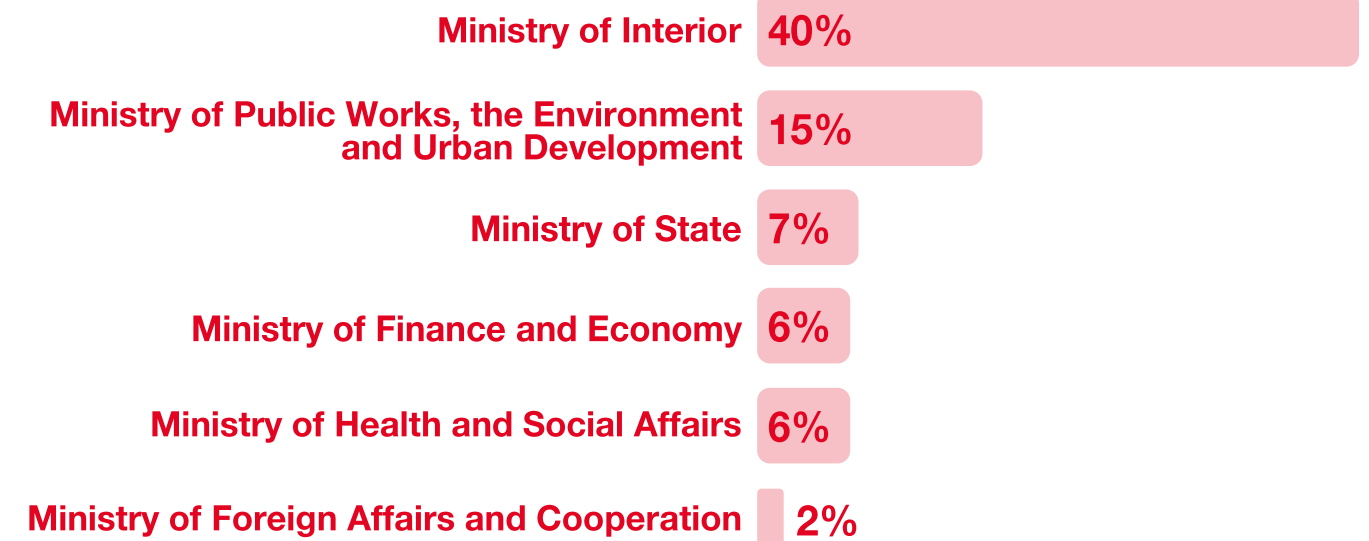 Ministry of Interior 40%
Ministry of Public Works, the Environment
and Urban Development 15%
Ministry of State 7%
Ministry of Finance and Economy 6%
Ministry of Health and Social Affairs 6%
Ministry of Foreign Affairs and Cooperation 2%